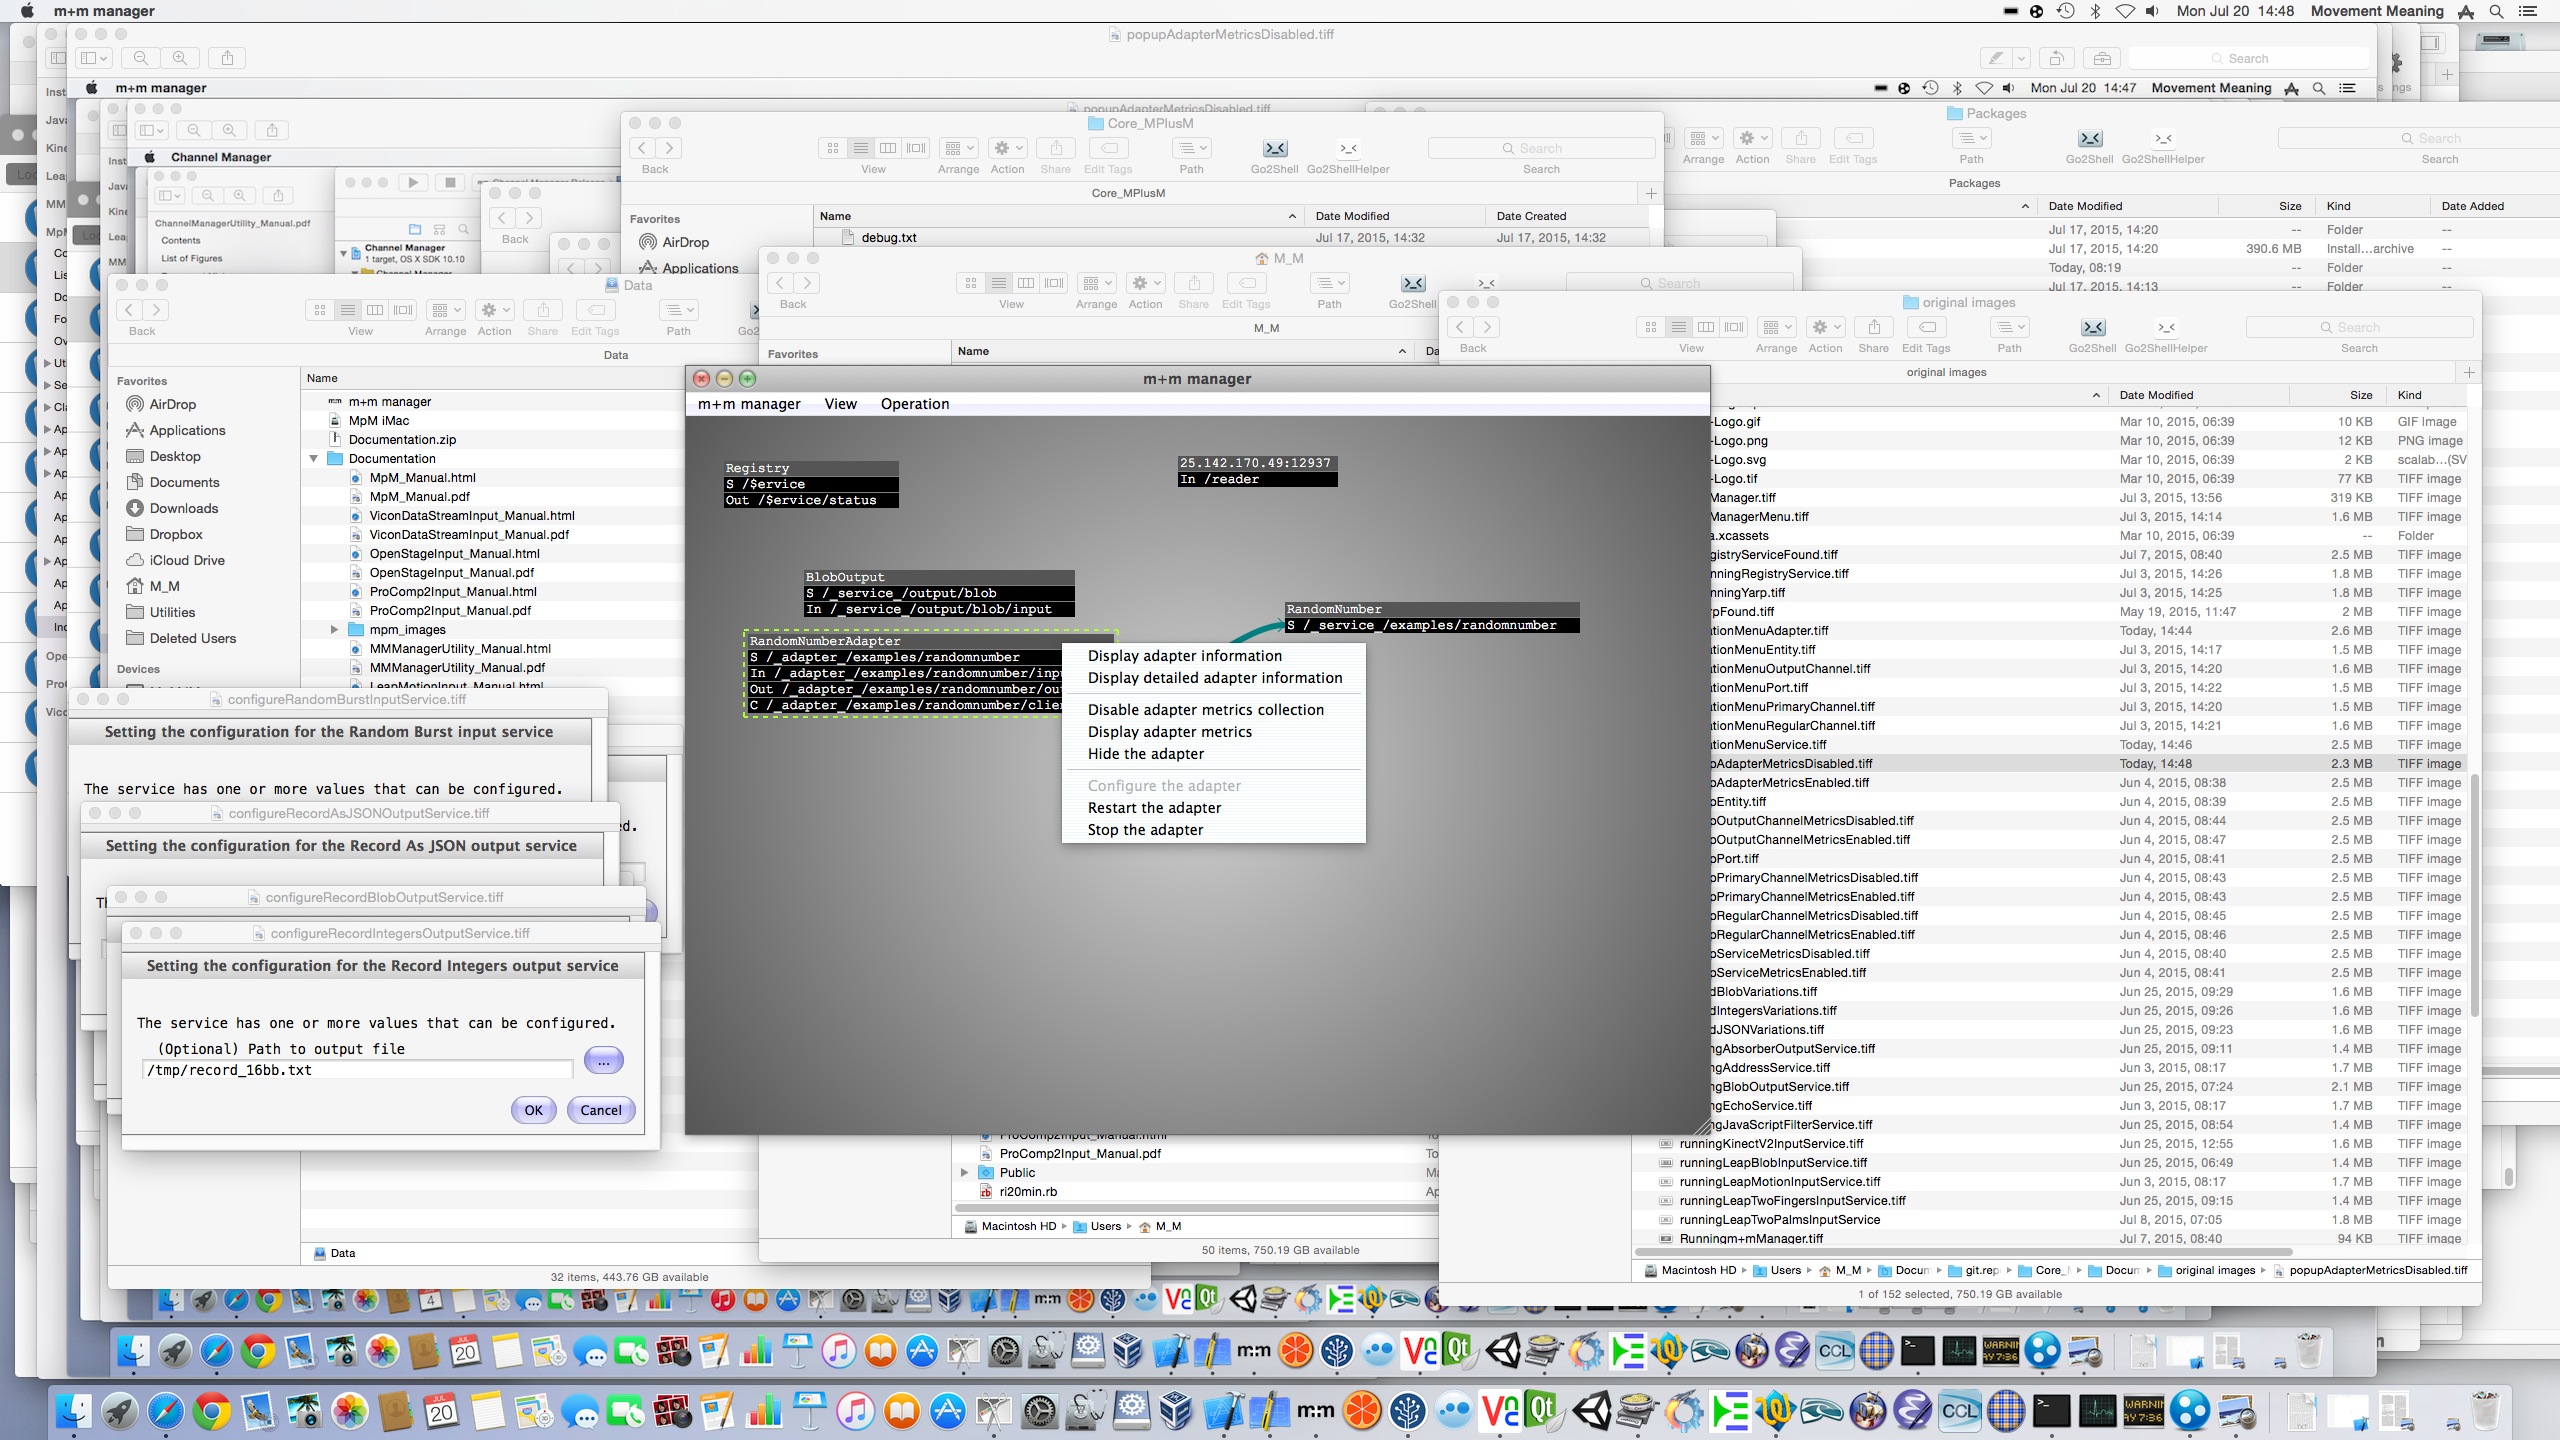 m+m manager
Mon Jul 20 14:48 Movement Meaning
popupAdapterMetricsDisabled.tiff
Search
m+m manager
Mon Jul 20 14:47 Movement Meaning
popupAdapterMetricsDisabled.tiff
Channel Manager
ChannelManagerUtility_Manual.pdf
Contents
List of Figures
Channel Manager
1 target, OS X SDK 10.10
Back
Core_MPlusM
Back View Arrange Action Share Edit Tags Path Go2Shell Go2ShellHelper Search
Core_MPlusM
Favorites
AirDrop
Applications
Name Date Modified Date Created
debug.txt Jul 17, 2015, 14:32 Jul 17, 2015, 14:32
Packages
Arrange Action Share Edit Tags Path Go2Shell Go2ShellHelper Search
Packages
Date Modified Size Kind Date Added
Jul 17, 2015, 14:20 -- Folder --
Jul 17, 2015, 14:20 390.6 MB Install...archive --
Today, 08:19 -- Folder --
Jul 17, 2015, 14:13 -- Folder --
M_M
Back View Arrange Action Share Edit Tags Path Go2Shell
Search
M_M
Favorites
Name
Data
Back View Arrange Action Share Edit Tags Path
Data
Favorites
AirDrop
Applications
Desktop
Documents
Downloads
Dropbox
iCloud Drive
M_M
Utilities
Deleted Users
Devices
Name
m+m manager
MpM iMac
Documentation.zip
Documentation
MpM_Manual.html
MpM_Manual.pdf
ViconDataStreamInput_Manual.html
ViconDataStreamInput_Manual.pdf
OpenStageInput_Manual.html
OpenStageInput_Manual.pdf
ProComp2Input_Manual.html
ProComp2Input_Manual.pdf
mpm_images
MMManagerUtility_Manual.html
MMManagerUtility_Manual.pdf
LeapMotionInput_Manual.html
Data
32 items, 443.76 GB available
configureRandomBurstInputService.tiff
Setting the configuration for the Random Burst input service
The service has one or more values that can be configured.
configureRecordAsJSONOutputService.tiff
Setting the configuration for the Record As JSON output service
configureRecordBlobOutputService.tiff
configureRecordIntegersOutputService.tiff
Setting the configuration for the Record Integers output service
The service has one or more values that can be configured.
(Optional) Path to output file
/tmp/record_16bb.txt
...
OK Cancel
m+m manager
m+m manager View Operation
Registry
S /$ervice
Out /$ervice/status
25.142.170.49:12937
In /reader
BlobOutput
S /_service_/output/blob
In /_service_/output/blob/input
RandomNumber
S /_service_/examples/randomnumber
RandomNumberAdapter
S /_adapter_/examples/randomnumber
In /_adapter_/examples/randomnumber/inpu
Out /_adapter_/examples/randomnumber/ou
C /_adapter_/examples/randomnumber/clie
Display adapter information
Display detailed adapter information
Disable adapter metrics collection
Display adapter metrics
Hide the adapter
Configure the adapter
Restart the adapter
Stop the adapter
ProComp2Input_Manual.html
ProComp2Input_Manual.pdf
Public
ri20min.rb
Macintosh HD Users M_M
50 items, 750.19 GB available
original images
Back View Arrange Action Share Edit Tags Path Go2Shell Go2ShellHelper Search
original images
Date Modified Size Kind
-Logo.gif Mar 10, 2015, 06:39 10 KB GIF Image
-Logo.png Mar 10, 2015, 06:39 12 KB PNG image
-Logo.svg Mar 10, 2015, 06:39 2 KB scalab...(SV
-Logo.tif Mar 10, 2015, 06:39 77 KB TIFF image
Manager.tiff Jul 3, 2015, 13:56 319 KB TIFF image
ManagerMenu.tiff Jul 3, 2015, 14:14 1.6 MB TIFF image
a.xcassets Mar 10, 2015, 06:39 -- Folder
gistryServiceFound.tiff Jul 7, 2015, 08:40 2.5 MB TIFF image
nningRegistryService.tiff Jul 3, 2015, 14:26 1.8 MB TIFF image
nningYarp.tiff Jul 3, 2015, 14:25 1.8 MB TIFF image
rpFound.tiff May 19, 2015, 11:47 2 MB TIFF image
ationMenuAdapter.tiff Today, 14:44 2.6 MB TIFF image
ationMenuEntity.tiff Jul 3, 2015, 14:17 1.5 MB TIFF image
ationMenuOutputChannel.tiff Jul 3, 2015, 14:20 1.6 MB TIFF image
ationMenuPort.tiff Jul 3, 2015, 14:22 1.5 MB TIFF image
ationMenuPrimaryChannel.tiff Jul 3, 2015, 14:20 1.5 MB TIFF image
ationMenuRegularChannel.tiff Jul 3, 2015, 14:21 1.6 MB TIFF image
ationMenuService.tiff Today, 14:46 2.5 MB TIFF image
pAdapterMetricsDisabled.tiff Today, 14:48 2.3 MB TIFF image
pAdapterMetricsEnabled.tiff Jun 4, 2015, 08:38 2.5 MB TIFF image
pEntity.tiff Jun 4, 2015, 08:39 2.5 MB TIFF image
pOutputChannelMetricsDisabled.tiff Jun 4, 2015, 08:44 2.5 MB TIFF image
pOutputChannelMetricsEnabled.tiff Jun 4, 2015, 08:47 2.5 MB TIFF image
pPort.tiff Jun 4, 2015, 08:41 2.5 MB TIFF image
pPrimaryChannelMetricsDisabled.tiff Jun 4, 2015, 08:43 2.5 MB TIFF image
pPrimaryChannelMetricsEnabled.tiff Jun 4, 2015, 08:43 2.5 MB TIFF image
pRegularChannelMetricsDisabled.tiff Jun 4, 2015, 08:45 2.5 MB TIFF image
pRegularChannelMetricsEnabled.tiff Jun 4, 2015, 08:46 2.5 MB TIFF image
pServiceMetricsDisabled.tiff Jun 4, 2015, 08:40 2.5 MB TIFF image
pServiceMetricsEnabled.tiff Jun 4, 2015, 08:41 2.5 MB TIFF image
dBlobVariations.tiff Jun 25, 2015, 09:29 1.6 MB TIFF image
dIntegersVariations.tiff Jun 25, 2015, 09:26 1.6 MB TIFF image
dJSONVariations.tiff Jun 25, 2015, 09:23 1.6 MB TIFF image
ngAbsorberOutputService.tiff Jun 25, 2015, 09:11 1.4 MB TIFF image
ngAddressService.tiff Jun 3, 2015, 08:17 1.7 MB TIFF image
ngBlobOutputService.tiff Jun 25, 2015, 07:24 2.1 MB TIFF image
ngEchoService.tiff Jun 3, 2015, 08:17 1.7 MB TIFF image
ngJavaScriptFilterService.tiff Jun 25, 2015, 08:54 1.4 MB TIFF image
runningKinectV2InputService.tiff Jun 25, 2015, 12:55 1.6 MB TIFF image
runningLeapBlobInputService.tiff Jun 25, 2015, 06:49 1.4 MB TIFF image
runningLeapMotionInputService.tiff Jun 3, 2015, 08:17 1.7 MB TIFF image
runningLeapTwoFingersInputService.tiff Jun 25, 2015, 09:15 1.4 MB TIFF image
runningLeapTwoPalmsInputService Jul 8, 2015, 07:05 1.8 MB TIFF image
Runningm+mManager.tiff Jul 7, 2015, 08:40 94 KB TIFF image
Macintosh HD Users M_M Docum git.rep Core_ Docum original images popupAdapterMetricsDisabled.tiff
1 of 152 selected, 750.19 GB available